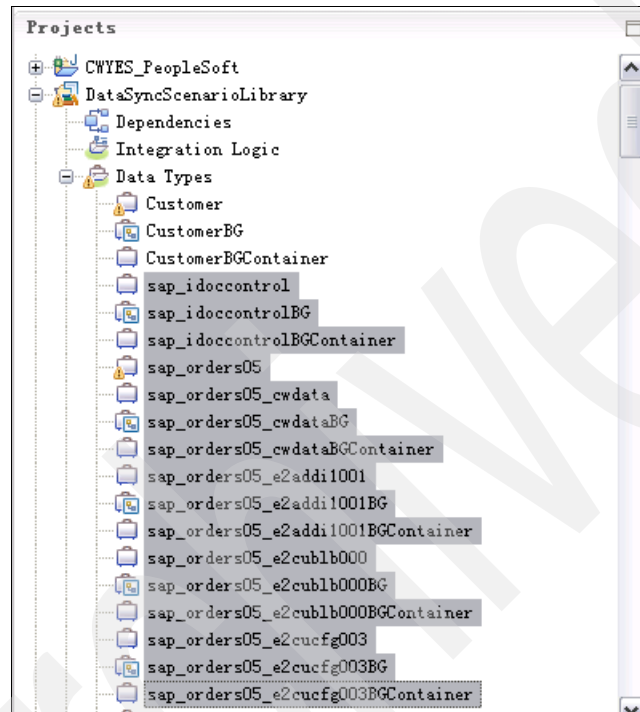 Projects
CWYES_PeopleSoft
DataSyncScenarioLibrary
Dependencies
Integration Logic
Data Types
Customer
CustomerBG
CustomerBGContainer
sap_idoccontrol
sap_idoccontrolBG
sap_idoccontrolBGContainer
sap_orders05
sap_orders05_cwdata
sap_orders05_cwdataBG
sap_orders05_cwdataBGContainer
sap_orders05_e2addi1001
sap_orders05_e2addi1001BG
sap_orders05_e2addi1001BGContainer
sap_orders05_e2cublb000
sap_orders05_e2cublb000BG
sap_orders05_e2cublb000BGContainer
sap_orders05_e2cucfg003
sap_orders05_e2cucfg003BG
sap_orders05_e2cucfg003BGContainer